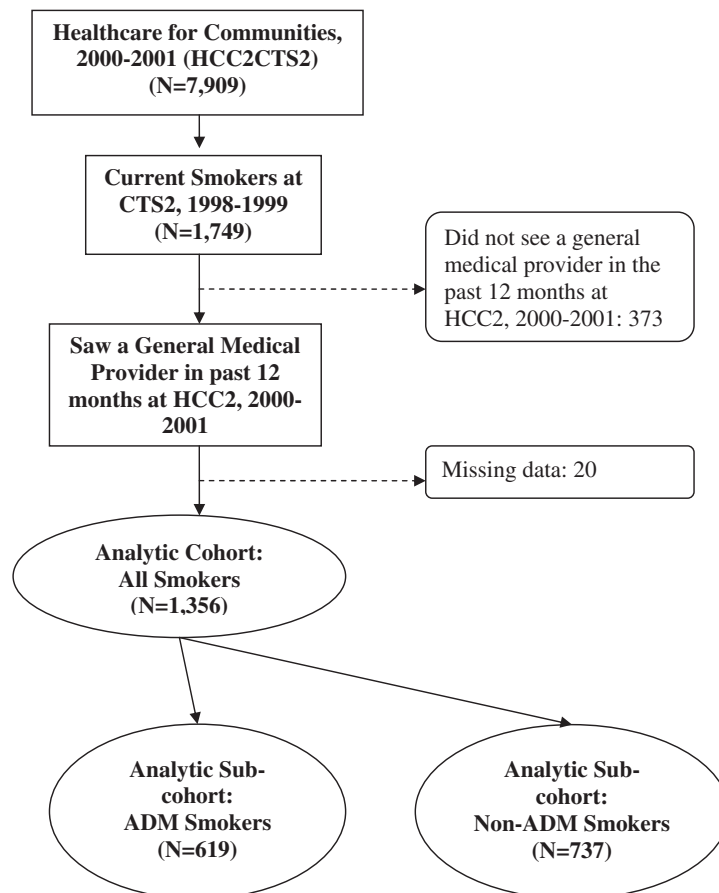 Healthcare for Communities,
2000-2001 (HCC2CTS2)
(N=7,909)
Current Smokers at
CTS2, 1998-1999
(N=1,749)
Did not see a general
medical provider in the
past 12 months at
HCC2, 2000-2001: 373
Saw a General Medical
Provider in past 12
months at HCC2, 2000-
2001
Missing data: 20
Analytic Cohort:
All Smokers
(N=1,356)
Analytic Sub-
cohort:
ADM Smokers
(N=619)
Analytic Sub-
cohort:
Non-ADM Smokers
(N=737)